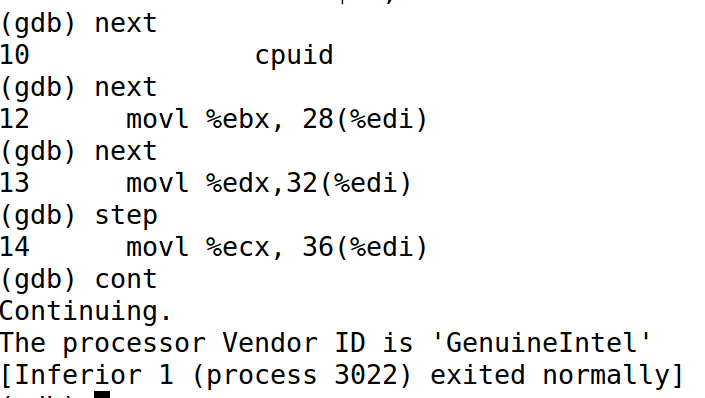 (gdb) next
10              cpuid
(gdb) next
12      movl %ebx, 28(%edi)
(gdb) next
13      movl %edx,32(%edi)
(gdb) step
14      movl %ecx, 36(%edi)
(gdb) cont
Continuing.
The processor Vendor ID is 'GenuineIntel'
[Inferior 1 (process 3022) exited normally]
(gdb)